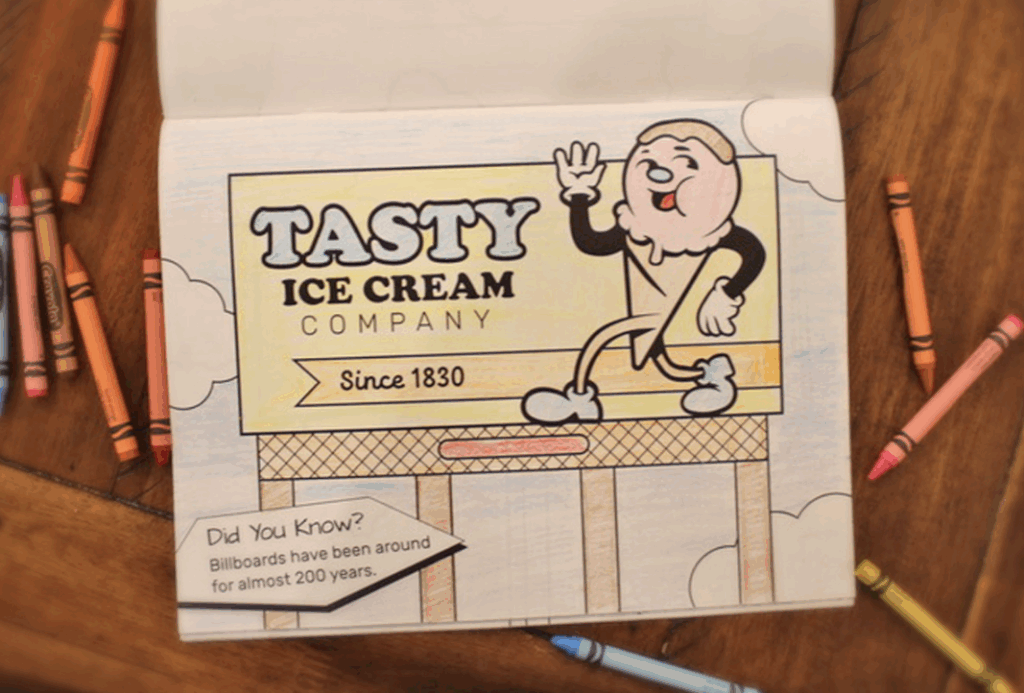 TASTY
ICE CREAM
COMPANY
Since 1830
Did You Know?
Billboards have been around
for almost 200 years.